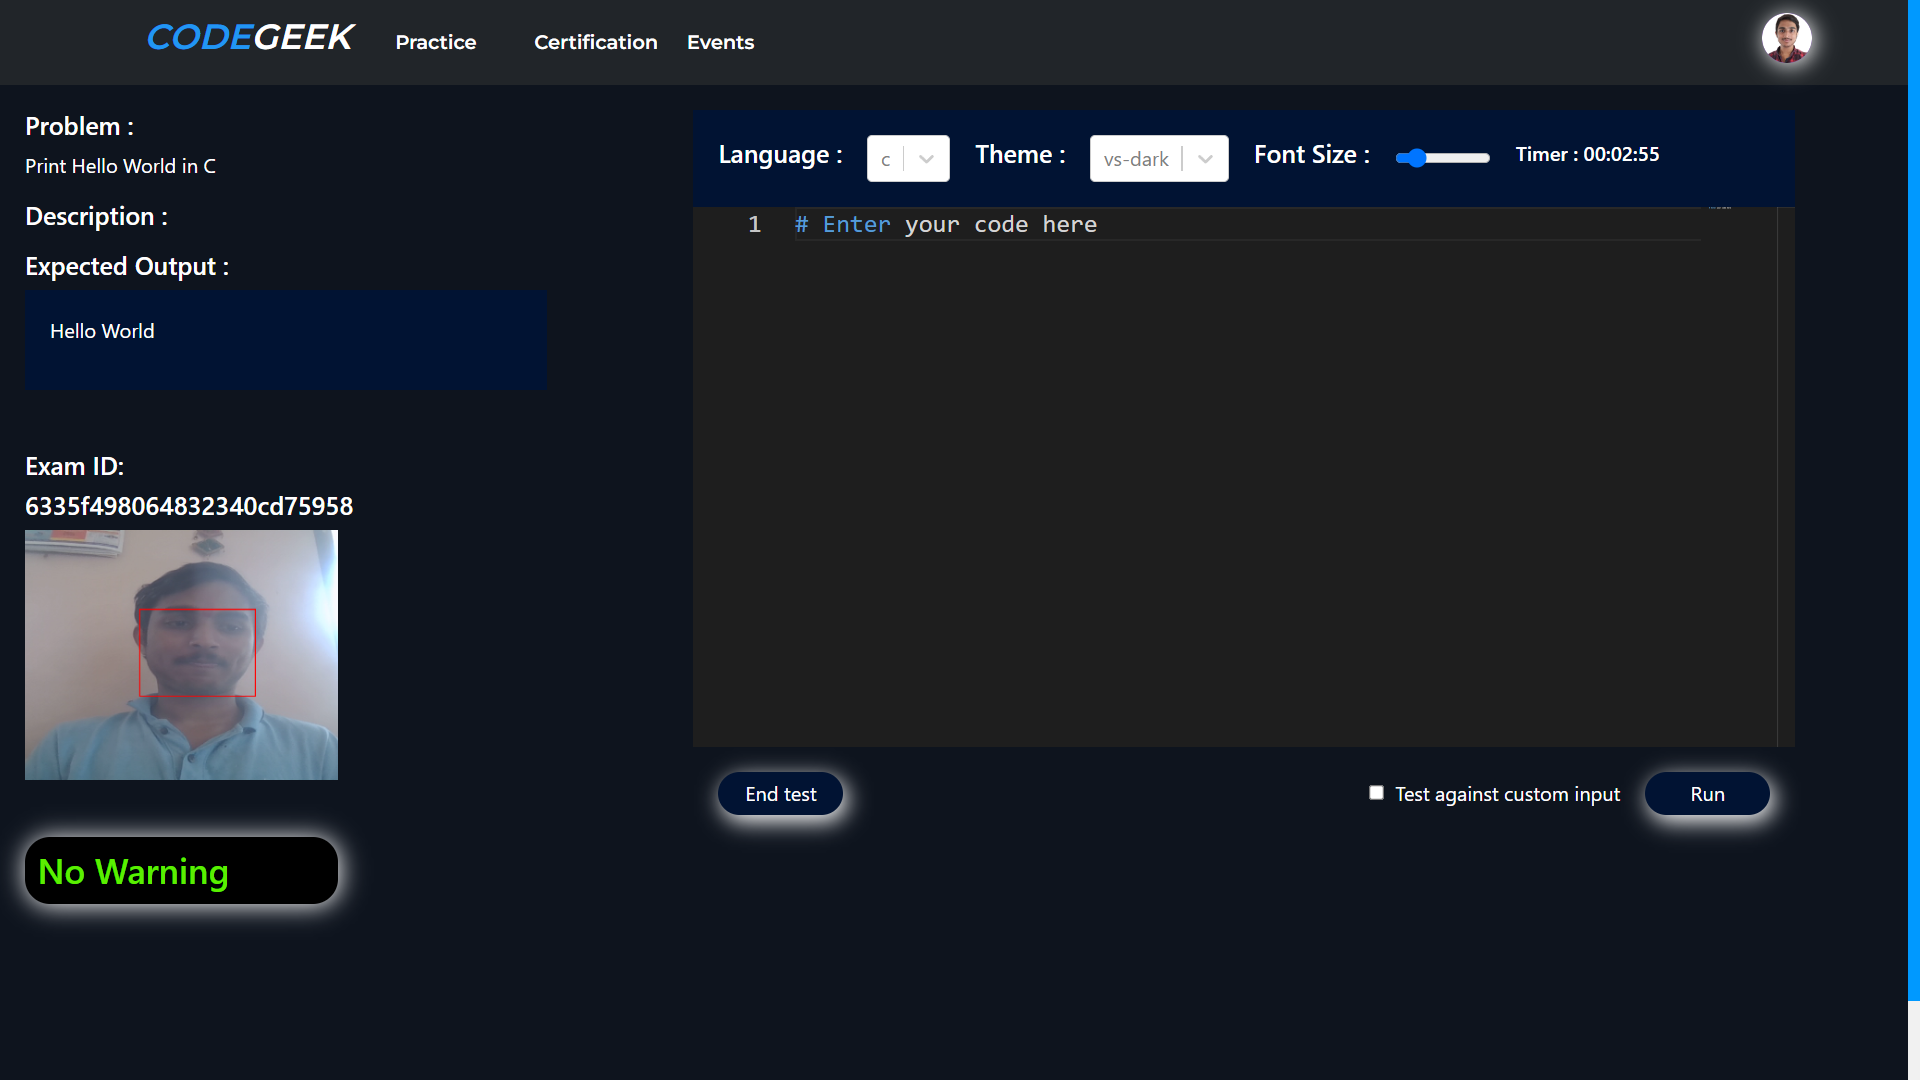 CODEGEEK
Practice
Certification
Events
Problem :
Print Hello World in C
Description :
Expected Output :
Hello World
Exam ID:
6335f498064832340cd75958
No Warning
Language :
c
Theme :
vs-dark
Font Size :
Timer : 00:02:55
1 # Enter your code here
End test
Test against custom input
Run